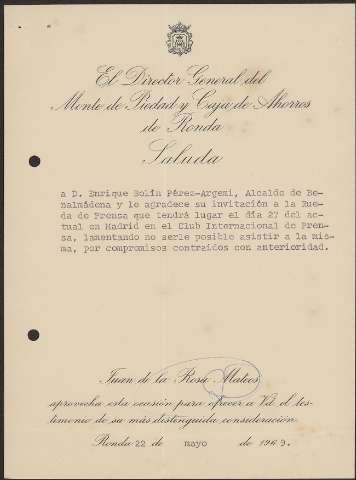 El Director General del
Monte de Piedad y Caja de Ahorros
de Ronda
Saluda
a D. Enrique Bolín Pérez-Argemí, Alcalde de Be-
nalmádena y le agradece su invitación a la Rue-
da de Prensa que tendrá lugar el día 27 del ac-
tual en Madrid en el Club Internacional de Pren-
sa, lamentando no serle posible asistir a la mis-
ma, por compromisos contraídos con anterioridad.
Juan de la Rosa Mateos
aprovecha esta ocasión para ofrecer a Vd. el tes-
timonio de su más distinguida consideración.
Ronda 22 de mayo de 1969.